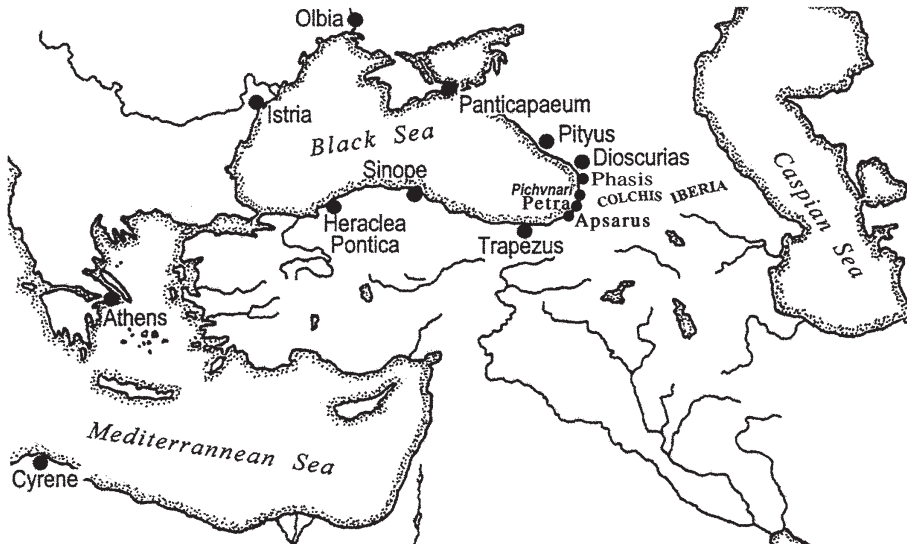 Olbia
Istria
Panticapaeum
Black Sea
Pityus
Dioscurias
Sinope
Phasis
Pichvnari
COLCHIS IBERIA
Petra
Apsarus
Heraclea
Pontica
Trapezus
Caspian Sea
Athens
Mediterrannean Sea
Cyrene